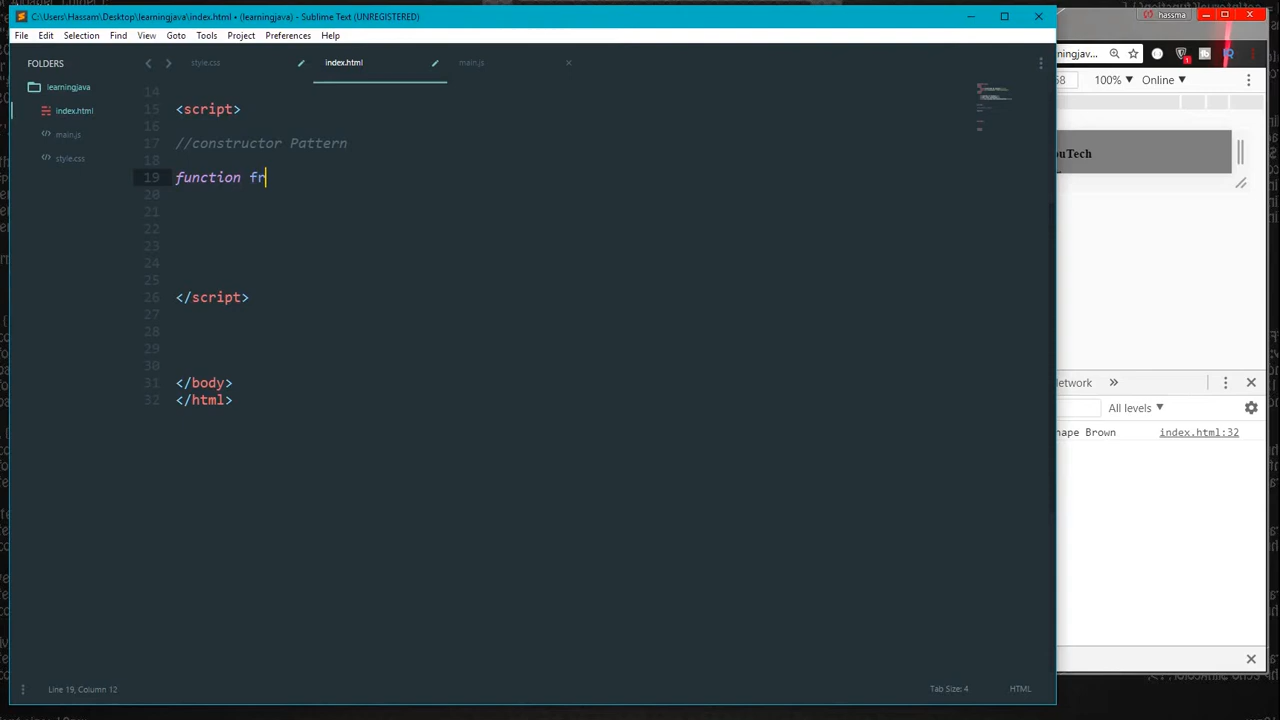 C:\Users\Hassam\Desktop\learningjava\index.html • (learningjava) - Sublime Text (UNREGISTERED)
hassma
File Edit Selection Find View Goto Tools Project Preferences Help
FOLDERS
style.css
index.html
main.js
learningjava
index.html
main.js
style.css
14
15 <script>
16
17 //constructor Pattern
18
19 function fr
20
21
22
23
24
25
26 </script>
27
28
29
30
31 </body>
32 </html>
100% Online
All levels
index.html:32
Brown
Line 19, Column 12
Tab Size: 4
HTML